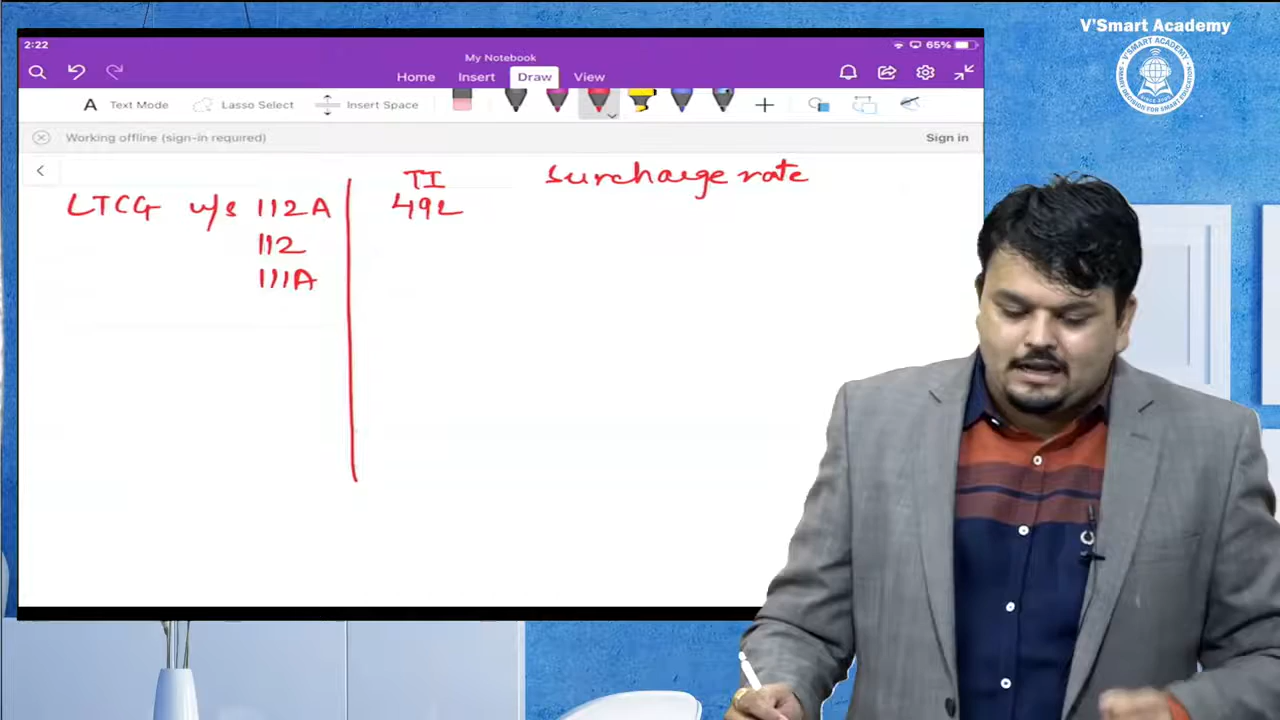 V'Smart Academy
2:22
65%
My Notebook
Home Insert Draw View
A Text Mode Lasso Select Insert Space
Working offline (sign-in required) Sign in
TI Surcharge rate
LTCG u/s 112A 49L
112
111A